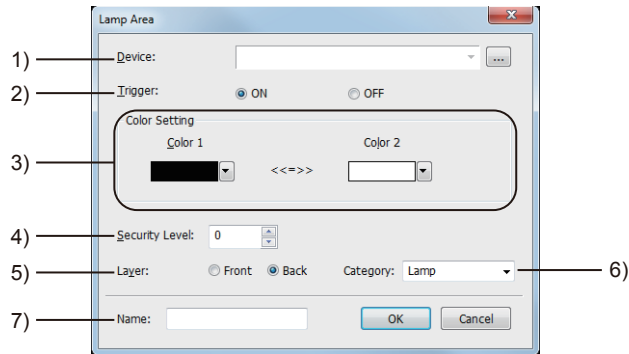 Lamp Area
1) Device: ...
2) Trigger: ON OFF
Color Setting
3) Color 1 <<=>> Color 2
4) Security Level: 0
5) Layer: Front Back Category: Lamp 6)
7) Name: OK Cancel